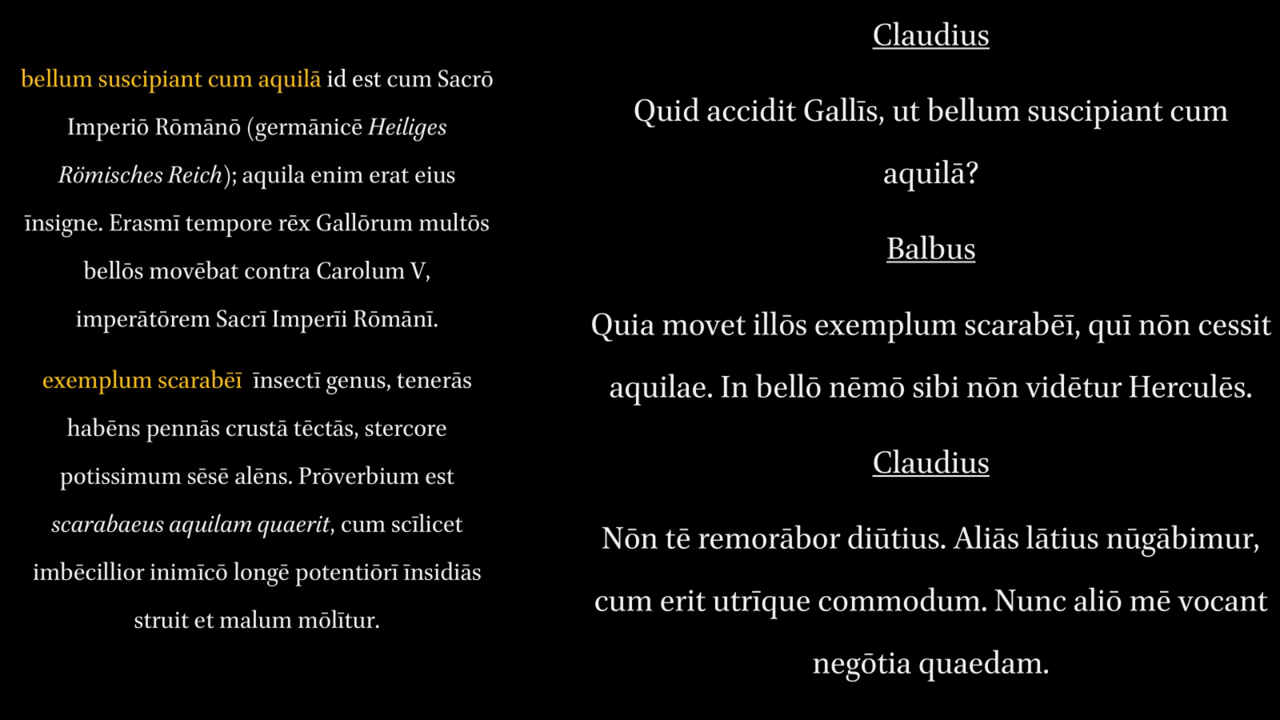 bellum suscipiant cum aquilā id est cum Sacrō
Imperiō Rōmānō (germānicē Heiliges
Römisches Reich); aquila enim erat eius
īnsigne. Erasmī tempore rēx Gallōrum multōs
bellōs movēbat contra Carolum V,
imperātōrem Sacrī Imperīi Rōmānī.
exemplum scarabēī īnsectī genus, tenerās
habēns pennās crustā tēctās, stercore
potissimum sēsē alēns. Prōverbium est
scarabaeus aquilam quaerit, cum scīlicet
imbēcillior inimīcō longē potentiōrī īnsidiās
struit et malum mōlītur.
Claudius
Quid accidit Gallīs, ut bellum suscipiant cum
aquilā?
Balbus
Quia movet illōs exemplum scarabēī, quī nōn cessit
aquilae. In bellō nēmō sibi nōn vidētur Herculēs.
Claudius
Nōn tē remorābor diūtius. Aliās lātius nūgābimur,
cum erit utrīque commodum. Nunc aliō mē vocant
negōtia quaedam.